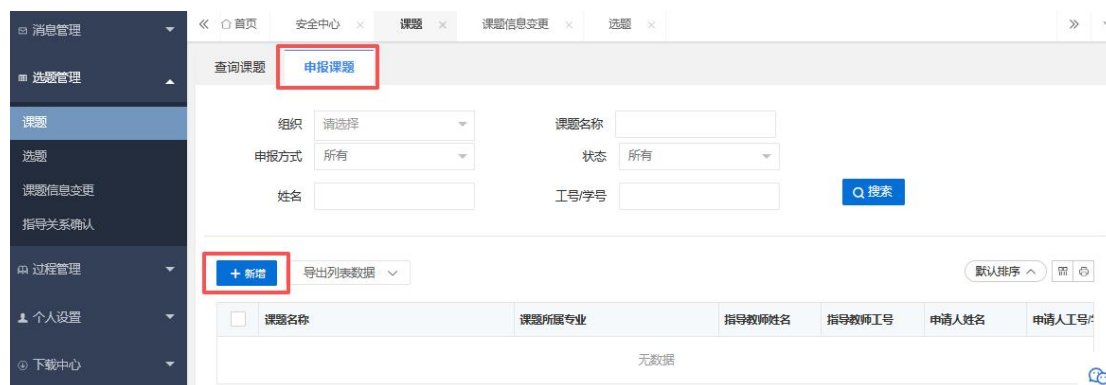 消息管理
选题管理
课题
选题
课题信息变更
指导关系确认
过程管理
个人设置
下载中心
首页 安全中心 × 课题 × 课题信息变更 × 选题 ×
查询课题 申报课题
组织 请选择 课题名称
申报方式 所有 状态 所有
姓名 工号/学号 搜索
+ 新增 导出列表数据 默认排序
课题名称 课题所属专业 指导教师姓名 指导教师工号 申请人姓名 申请人工号/
无数据